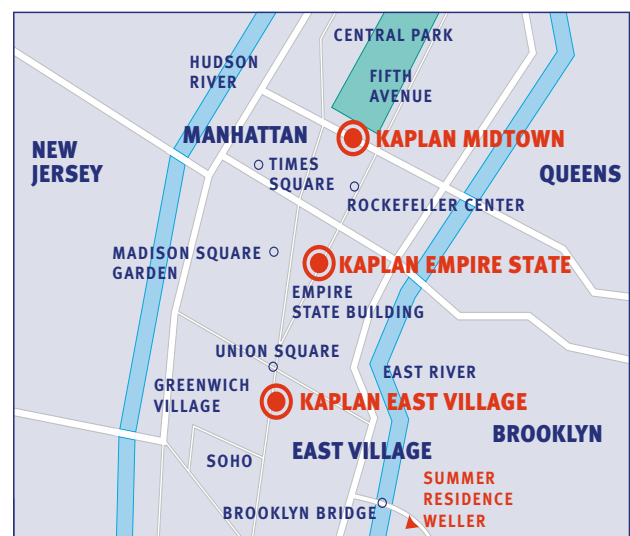 CENTRAL PARK
HUDSON
RIVER
FIFTH
AVENUE
MANHATTAN
KAPLAN MIDTOWN
NEW
JERSEY
TIMES
SQUARE
QUEENS
ROCKEFELLER CENTER
MADISON SQUARE
GARDEN
KAPLAN EMPIRE STATE
EMPIRE
STATE BUILDING
UNION SQUARE
EAST RIVER
GREENWICH
VILLAGE
KAPLAN EAST VILLAGE
BROOKLYN
EAST VILLAGE
SOHO
SUMMER
RESIDENCE
WELLER
BROOKLYN BRIDGE